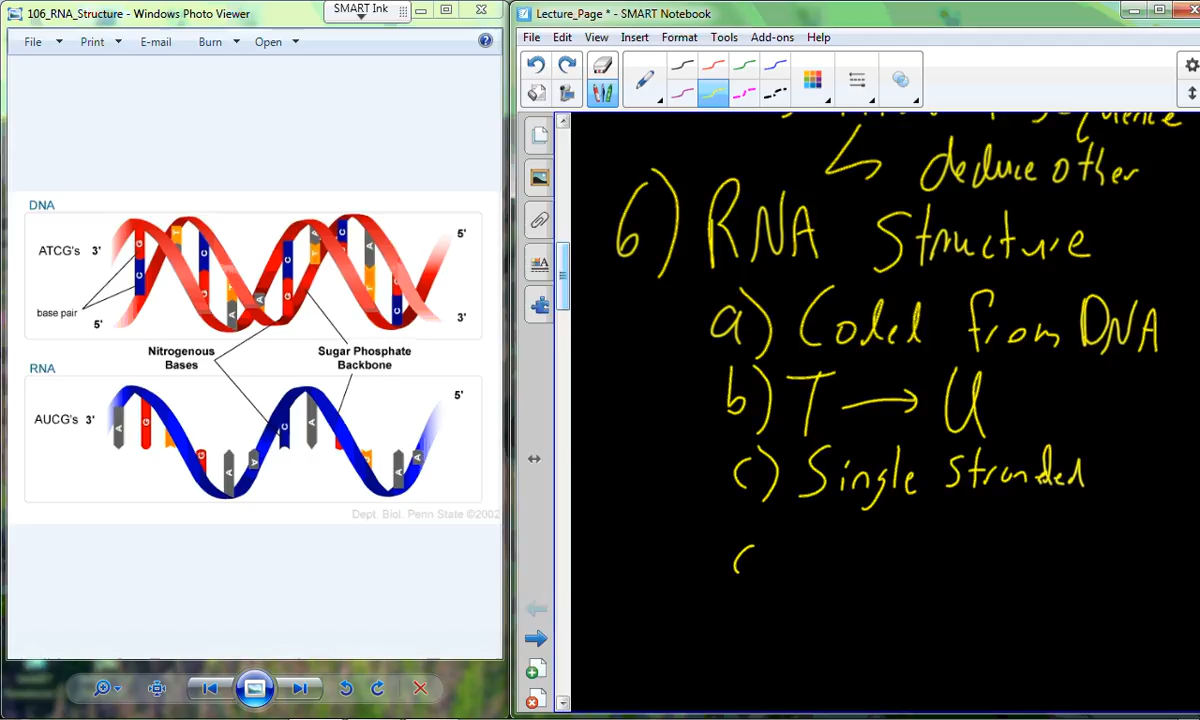 106_RNA_Structure - Windows Photo Viewer
SMART Ink
File Print E-mail Burn Open
DNA
ATCG's 3' 5'
base pair
5' 3'
G C T C G T A A G C T A C A T C
Nitrogenous Bases
Sugar Phosphate Backbone
RNA
AUCG's 3' 5'
A G G A A C A A A
Dept. Biol. Penn State ©2002
Lecture_Page * - SMART Notebook
File Edit View Insert Format Tools Add-ons Help
sequence
deduce other
6) RNA Structure
a) Coded from DNA
b) T → U
c) Single Stranded